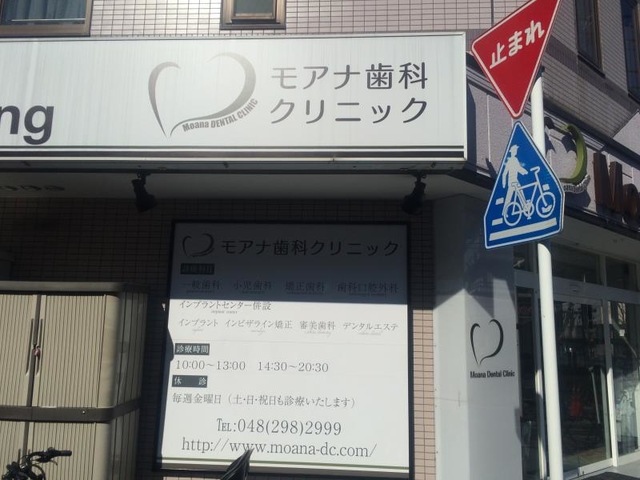 ng
Moana DENTAL CLINIC
モアナ歯科
クリニック
止まれ
モアナ歯科クリニック
診療科目
一般歯科 小児歯科 矯正歯科 歯科口腔外科
インプラントセンター併設
インプラント インビザライン矯正 審美歯科 デンタルエステ
診療時間
10:00~13:00 14:30~20:30
休診
毎週金曜日（土・日・祝日も診療いたします）
TEL:048(298)2999
http://www.moana-dc.com/
Moana Dental Clinic